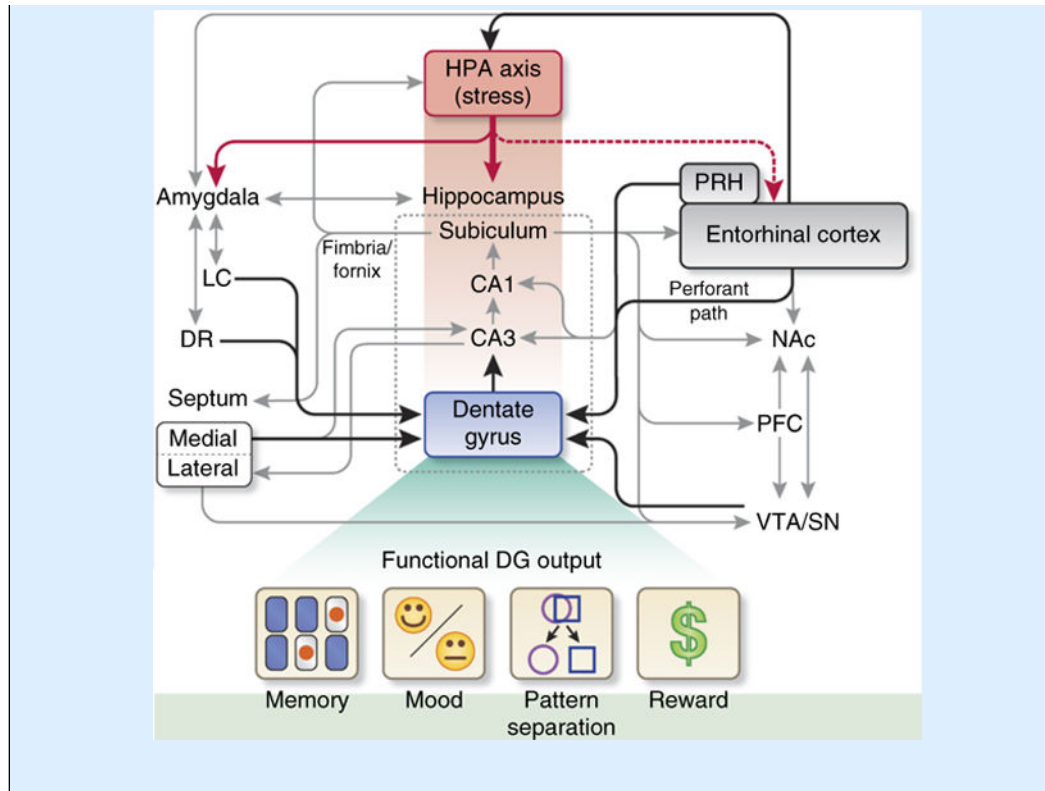 HPA axis
(stress)
Amygdala
Hippocampus
PRH
Subiculum
Entorhinal cortex
Fimbria/
fornix
LC
CA1
Perforant
path
DR
CA3
NAc
Septum
Dentate
gyrus
PFC
Medial
Lateral
VTA/SN
Functional DG output
$
Memory
Mood
Pattern
separation
Reward